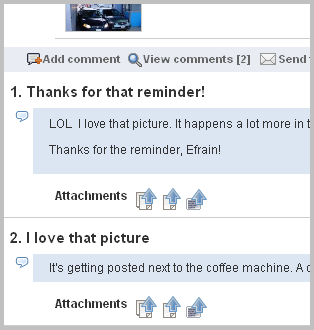 Add comment View comments [2] Send
1. Thanks for that reminder!
LOL I love that picture. It happens a lot more in
Thanks for the reminder, Efrain!
Attachments
2. I love that picture
It's getting posted next to the coffee machine. A
Attachments